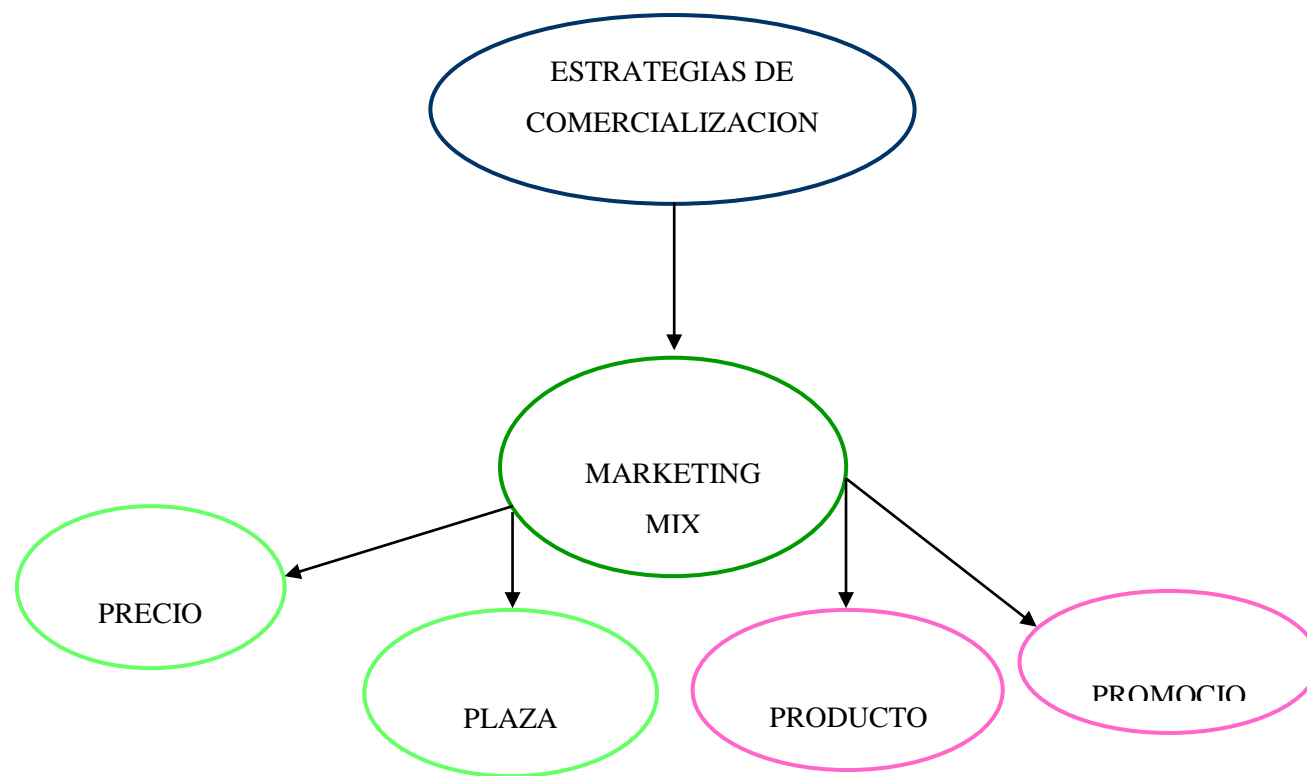 ESTRATEGIAS DE
COMERCIALIZACION
MARKETING
MIX
PRECIO
PLAZA
PRODUCTO
PROMOCIO